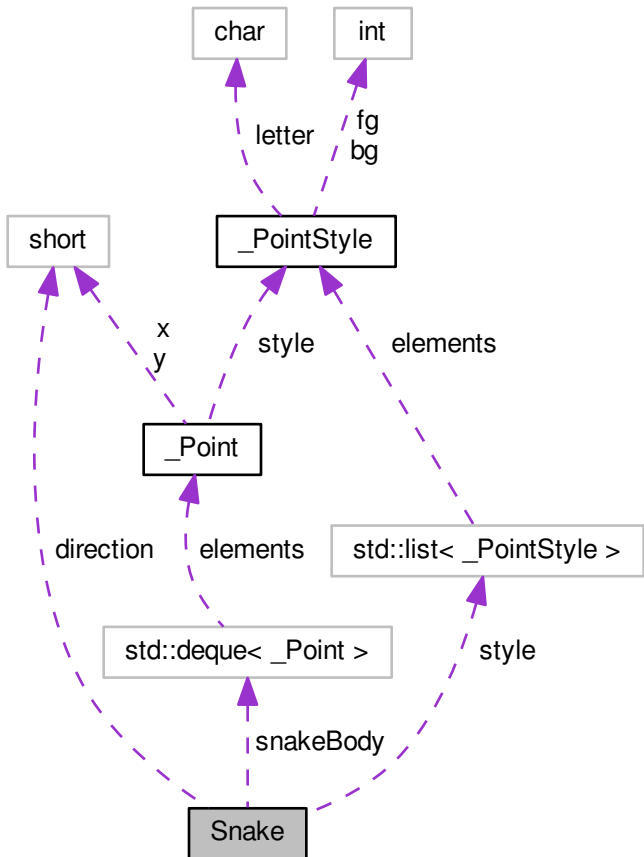 char
int
letter
fg
bg
short
_PointStyle
x
y
style
elements
_Point
direction
elements
std::list< _PointStyle >
std::deque< _Point >
style
snakeBody
Snake